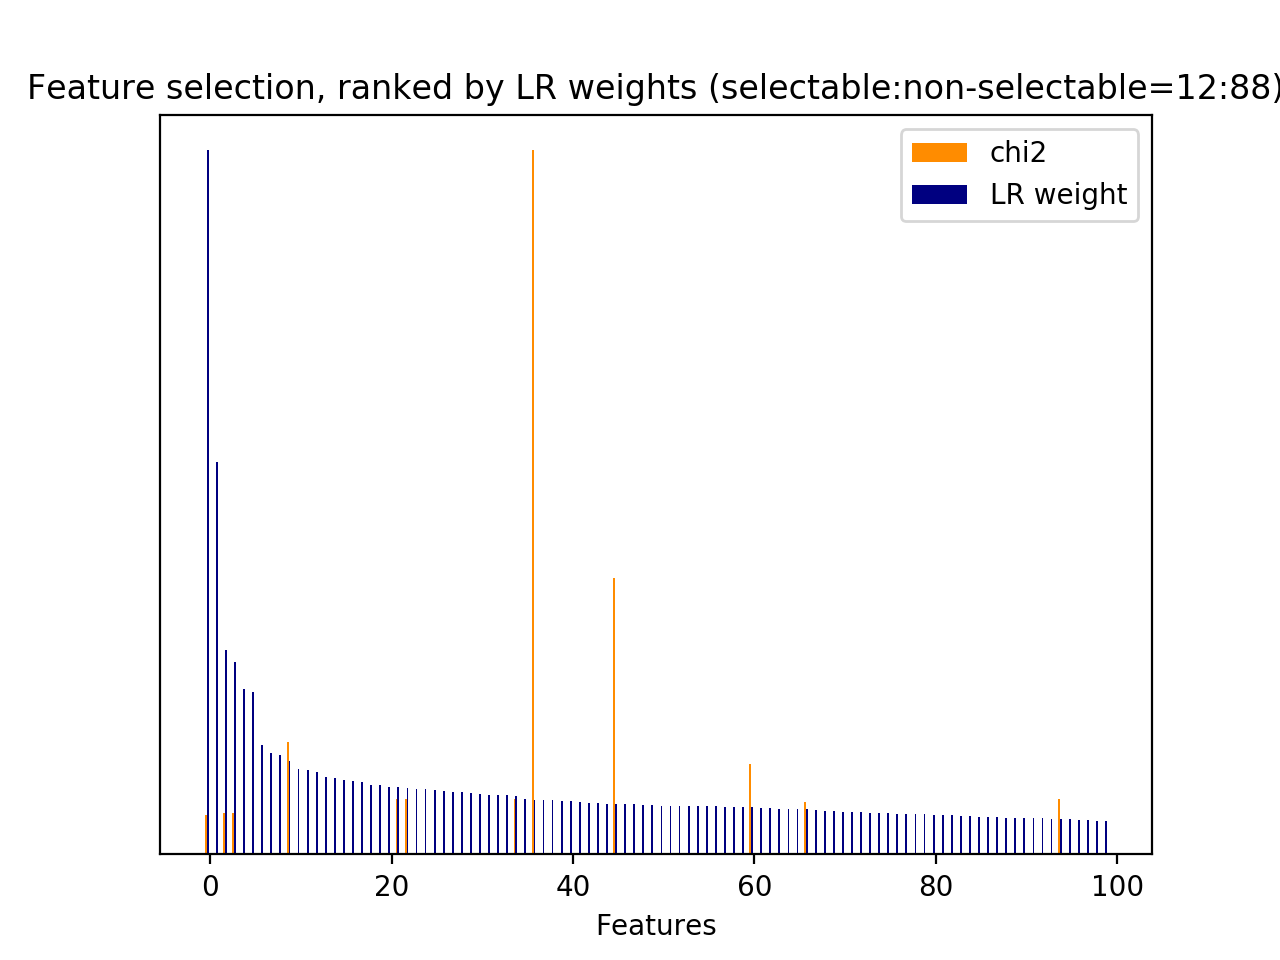 Feature selection, ranked by LR weights (selectable:non-selectable=12:88)
chi2
LR weight
0 20 40 60 80 100
Features